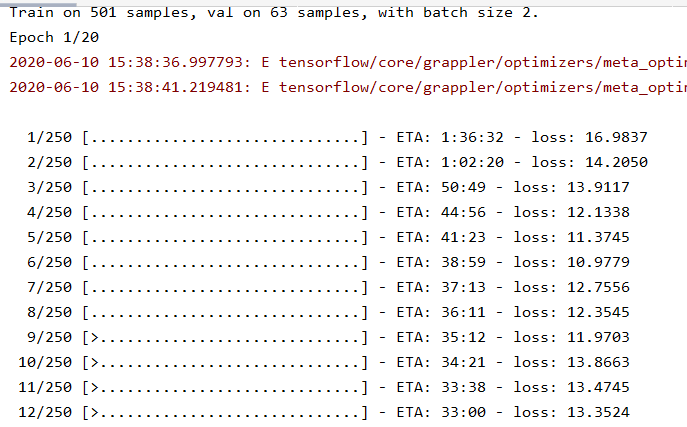 Train on 501 samples, val on 63 samples, with batch size 2.
Epoch 1/20
2020-06-10 15:38:36.997793: E tensorflow/core/grappler/optimizers/meta_optin
2020-06-10 15:38:41.219481: E tensorflow/core/grappler/optimizers/meta_optin
1/250 [..............................] - ETA: 1:36:32 - loss: 16.9837
2/250 [..............................] - ETA: 1:02:20 - loss: 14.2050
3/250 [..............................] - ETA: 50:49 - loss: 13.9117
4/250 [..............................] - ETA: 44:56 - loss: 12.1338
5/250 [..............................] - ETA: 41:23 - loss: 11.3745
6/250 [..............................] - ETA: 38:59 - loss: 10.9779
7/250 [..............................] - ETA: 37:13 - loss: 12.7556
8/250 [..............................] - ETA: 36:11 - loss: 12.3545
9/250 [>.............................] - ETA: 35:12 - loss: 11.9703
10/250 [>.............................] - ETA: 34:21 - loss: 13.8663
11/250 [>.............................] - ETA: 33:38 - loss: 13.4745
12/250 [>.............................] - ETA: 33:00 - loss: 13.3524